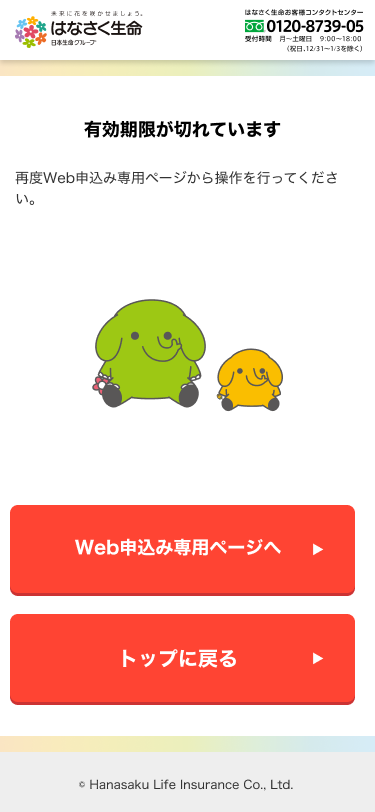 未来に花を咲かせましょう。
はなさく生命
日本生命グループ
はなさく生命お客様コンタクトセンター
0120-8739-05
受付時間 月〜土曜日 9:00〜18:00
(祝日、12/31〜1/3を除く)
有効期限が切れています
再度Web申込み専用ページから操作を行ってくださ
い。
Web申込み専用ページへ
トップに戻る
© Hanasaku Life Insurance Co., Ltd.